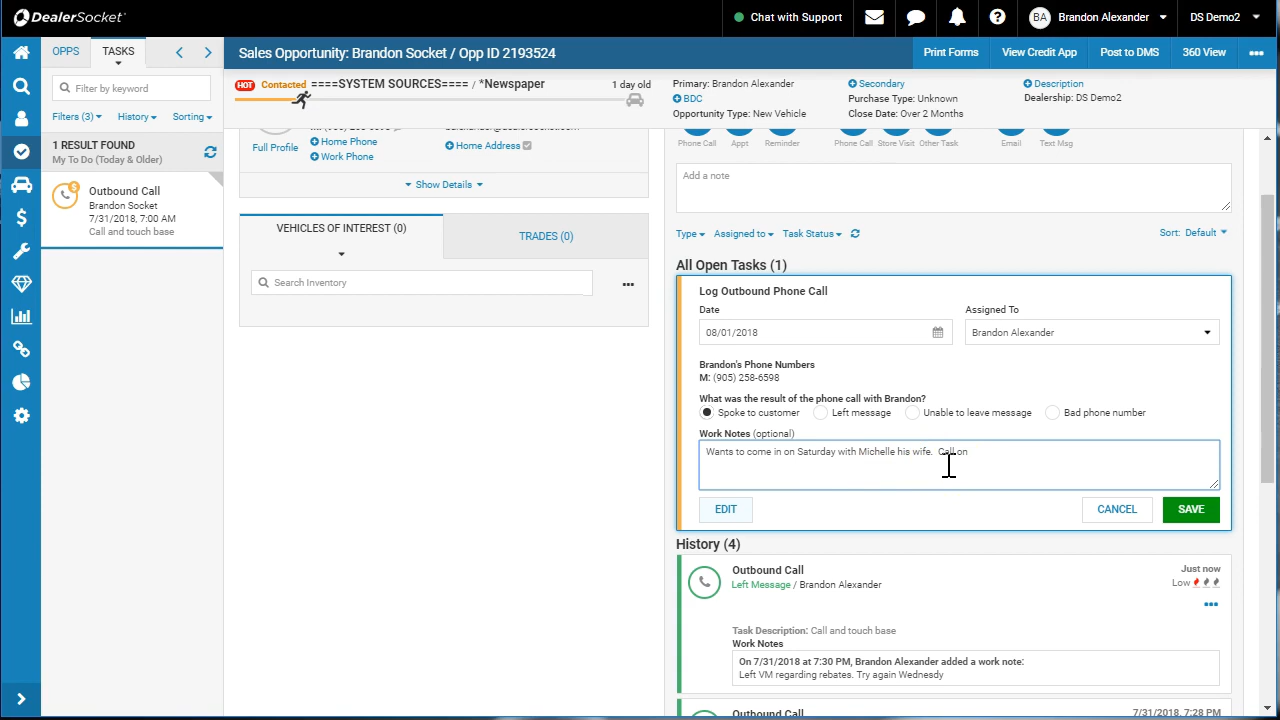 DealerSocket
Chat with Support
BA Brandon Alexander
DS Demo2
OPPS
TASKS
Filter by keyword
Filters (3)
History
Sorting
1 RESULT FOUND
My To Do (Today & Older)
Outbound Call
Brandon Socket
7/31/2018, 7:00 AM
Call and touch base
Sales Opportunity: Brandon Socket / Opp ID 2193524
Print Forms
View Credit App
Post to DMS
360 View
HOT Contacted ====SYSTEM SOURCES==== / *Newspaper
1 day old
Primary: Brandon Alexander
BDC
Opportunity Type: New Vehicle
Secondary
Purchase Type: Unknown
Close Date: Over 2 Months
Description
Dealership: DS Demo2
Full Profile
Home Phone
Work Phone
Home Address
Show Details
VEHICLES OF INTEREST (0)
TRADES (0)
Search Inventory
Phone Call
Appt
Reminder
Phone Call
Store Visit
Other Task
Email
Text Msg
Add a note
Type
Assigned to
Task Status
Sort: Default
All Open Tasks (1)
Log Outbound Phone Call
Date
Assigned To
08/01/2018
Brandon Alexander
Brandon's Phone Numbers
M: (905) 258-6598
What was the result of the phone call with Brandon?
Spoke to customer
Left message
Unable to leave message
Bad phone number
Work Notes (optional)
Wants to come in on Saturday with Michelle his wife. Call on
EDIT
CANCEL
SAVE
History (4)
Outbound Call
Just now
Left Message / Brandon Alexander
Low
Task Description: Call and touch base
Work Notes
On 7/31/2018 at 7:30 PM, Brandon Alexander added a work note:
Left VM regarding rebates. Try again Wednesdy
Outbound Call
7/31/2018, 7:28 PM